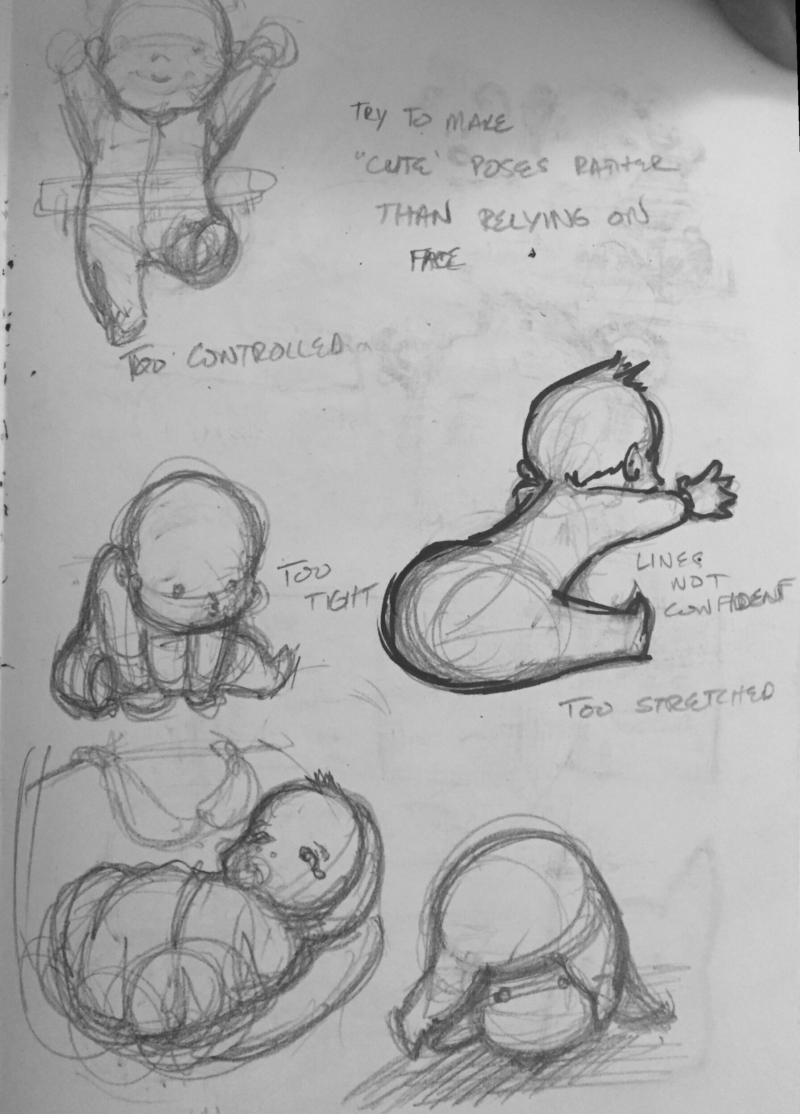 TRY TO MAKE
"CUTE" POSES RATHER
THAN RELYING ON
FACE
TOO CONTROLLED
TOO
TIGHT
LINES
NOT
CONFIDENT
TOO STRETCHED